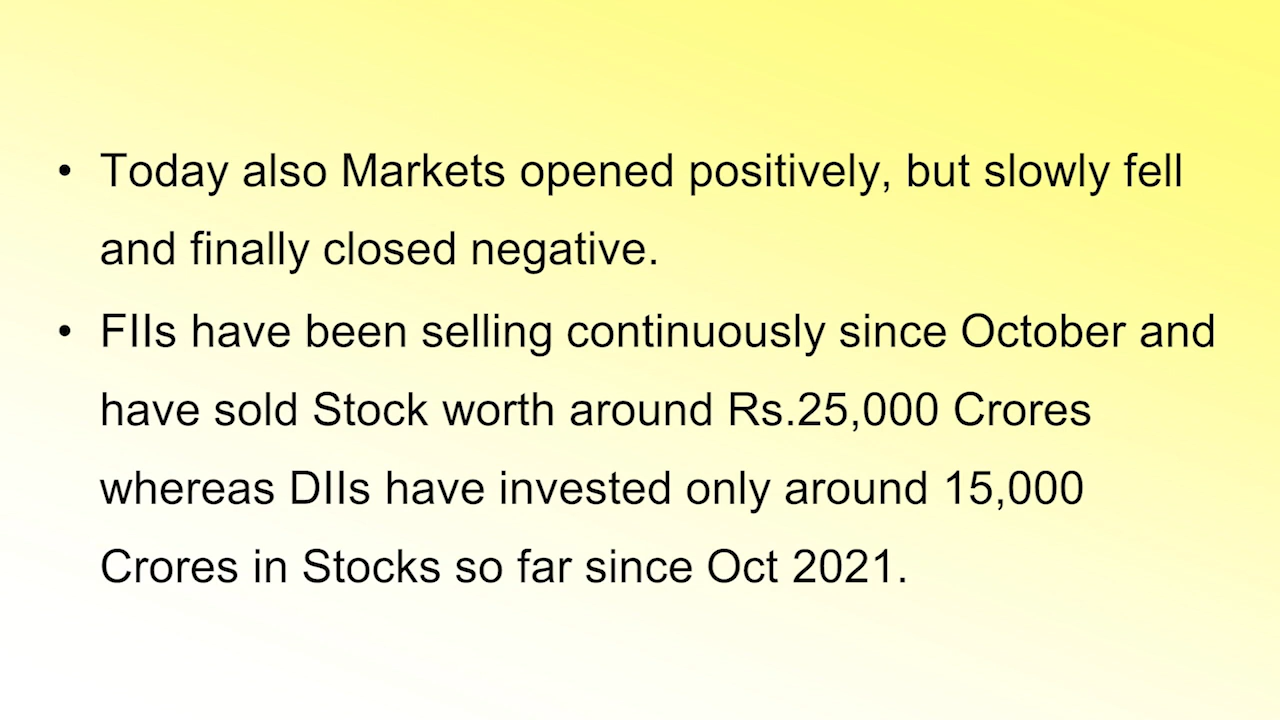 • Today also Markets opened positively, but slowly fell
and finally closed negative.
• FIIs have been selling continuously since October and
have sold Stock worth around Rs.25,000 Crores
whereas DIIs have invested only around 15,000
Crores in Stocks so far since Oct 2021.